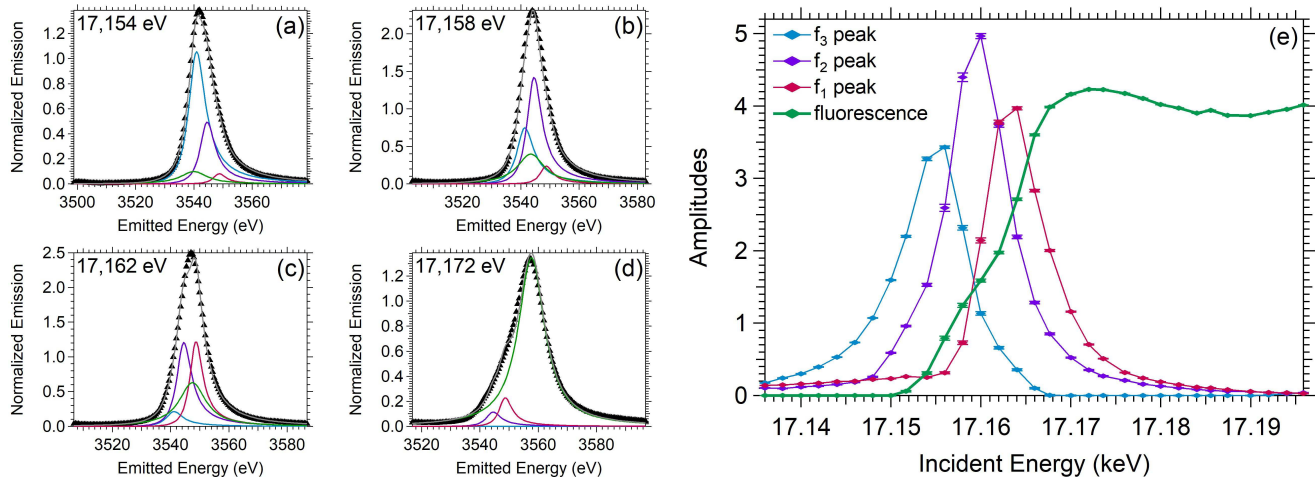 17,154 eV (a)
Normalized Emission
1.2
1.0
0.8
0.6
0.4
0.2
0.0
3500 3520 3540 3560
Emitted Energy (eV)
17,158 eV (b)
Normalized Emission
2.0
1.5
1.0
0.5
0.0
3520 3540 3560 3580
Emitted Energy (eV)
17,162 eV (c)
Normalized Emission
2.5
2.0
1.5
1.0
0.5
0.0
3520 3540 3560 3580
Emitted Energy (eV)
17,172 eV (d)
Normalized Emission
1.2
1.0
0.8
0.6
0.4
0.2
0.0
3520 3540 3560 3580
Emitted Energy (eV)
(e)
f3 peak
f2 peak
f1 peak
fluorescence
Amplitudes
5
4
3
2
1
0
17.14 17.15 17.16 17.17 17.18 17.19
Incident Energy (keV)